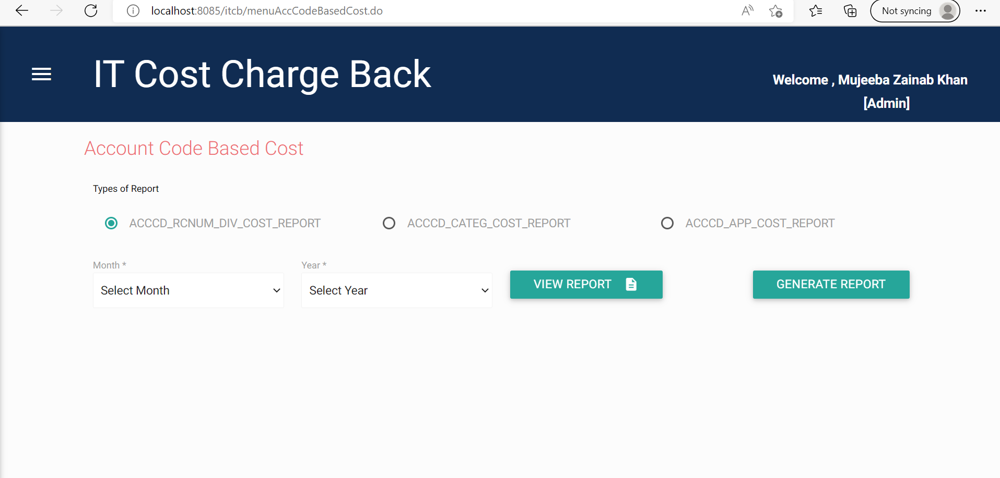 localhost:8085/itcb/menuAccCodeBasedCost.do
Not syncing
IT Cost Charge Back
Welcome , Mujeeba Zainab Khan
[Admin]
Account Code Based Cost
Types of Report
ACCCD_RCNUM_DIV_COST_REPORT
ACCCD_CATEG_COST_REPORT
ACCCD_APP_COST_REPORT
Month *
Year *
Select Month
Select Year
VIEW REPORT
GENERATE REPORT